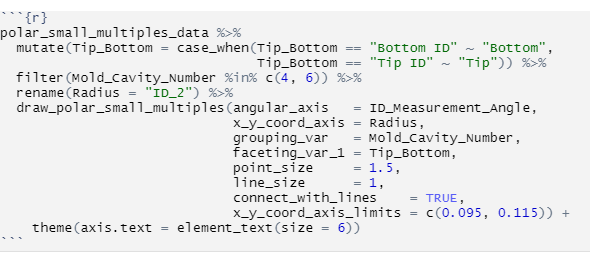 ```{r}
polar_small_multiples_data %>%
  mutate(Tip_Bottom = case_when(Tip_Bottom == "Bottom ID" ~ "Bottom",
                                Tip_Bottom == "Tip ID" ~ "Tip")) %>%
  filter(Mold_Cavity_Number %in% c(4, 6)) %>%
  rename(Radius = "ID_2") %>%
  draw_polar_small_multiples(angular_axis   = ID_Measurement_Angle,
                             x_y_coord_axis = Radius,
                             grouping_var   = Mold_Cavity_Number,
                             faceting_var_1 = Tip_Bottom,
                             point_size     = 1.5,
                             line_size      = 1,
                             connect_with_lines    = TRUE,
                             x_y_coord_axis_limits = c(0.095, 0.115)) +
    theme(axis.text = element_text(size = 6))
```